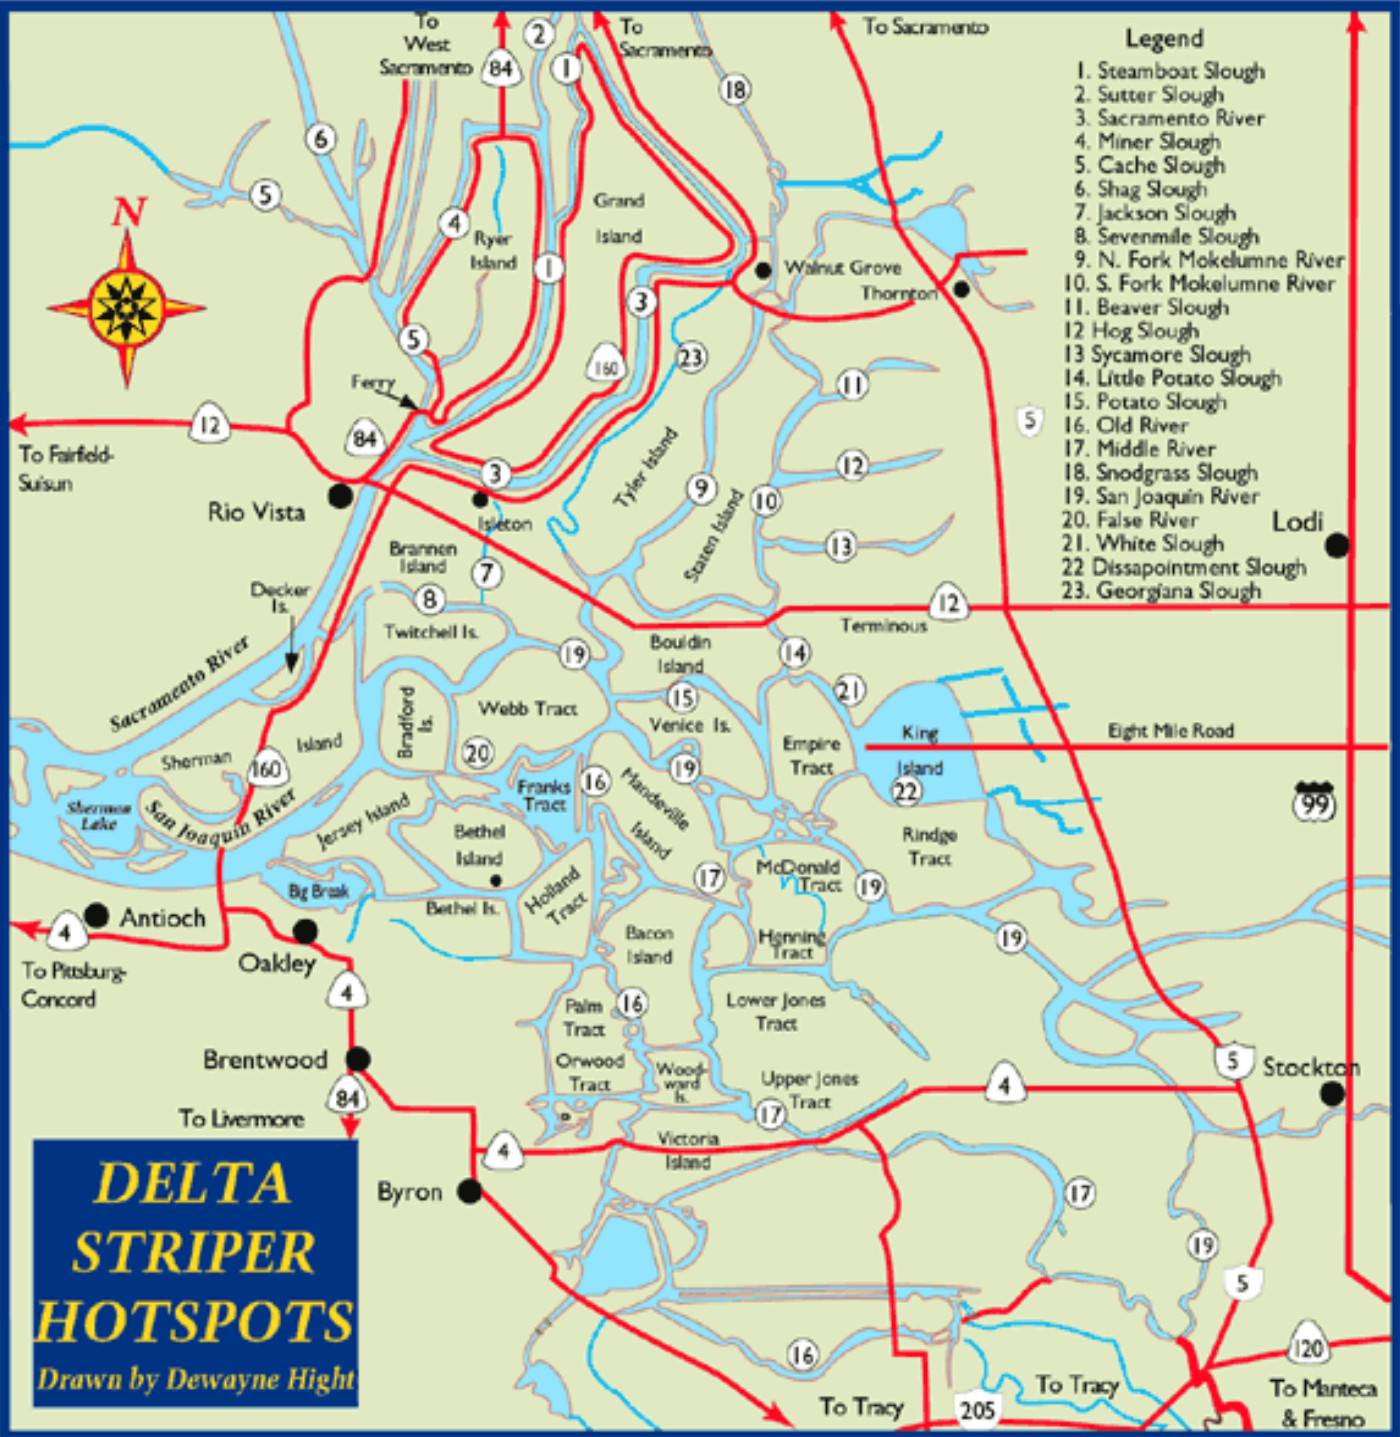 To
West
Sacramento
84
2
1
To
Sacramento
To Sacramento
18
6
5
4
Grand
Island
Ryer
Island
1
3
N
Walnut Grove
Thornton
5
Ferry
160
23
11
12
To Fairfeld-
Suisun
84
Rio Vista
3
Isleton
Tyler Island
9
Staten Island
10
12
13
5
Legend
1. Steamboat Slough
2. Sutter Slough
3. Sacramento River
4. Miner Slough
5. Cache Slough
6. Shag Slough
7. Jackson Slough
8. Sevenmile Slough
9. N. Fork Mokelumne River
10. S. Fork Mokelumne River
11. Beaver Slough
12 Hog Slough
13 Sycamore Slough
14. Little Potato Slough
15. Potato Slough
16. Old River
17. Middle River
18. Snodgrass Slough
19. San Joaquin River
20. False River
21. White Slough
22 Dissapointment Slough
23. Georgiana Slough
Lodi
Brannen
Island
7
Decker
Is.
8
Twitchell Is.
12
Terminous
Bouldin
Island
14
19
Sacramento River
Bradford
Is.
Webb Tract
15
Venice Is.
21
King
Island
22
Eight Mile Road
Empire
Tract
Sherman
Island
160
20
Franks
Tract
16
19
Mandeville
Island
99
Sherman
Lake
San Joaquin River
Jersey Island
Bethel
Island
Rindge
Tract
McDonald
Tract
17
19
Big Break
Bethel Is.
Holland
Tract
Antioch
4
To Pittsburg-
Concord
Oakley
4
Bacon
Island
Henning
Tract
19
Palm
Tract
16
Lower Jones
Tract
Brentwood
84
To Livermore
Orwood
Tract
Wood-
ward
Is.
Upper Jones
Tract
17
4
5
Stockton
4
Victoria
Island
Byron
17
19
5
16
120
To Tracy
205
To Tracy
To Manteca
& Fresno
DELTA
STRIPER
HOTSPOTS
Drawn by Dewayne Hight